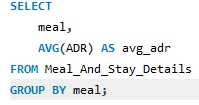 SELECT
meal,
AVG(ADR) AS avg_adr
FROM Meal_And_Stay_Details
GROUP BY meal;